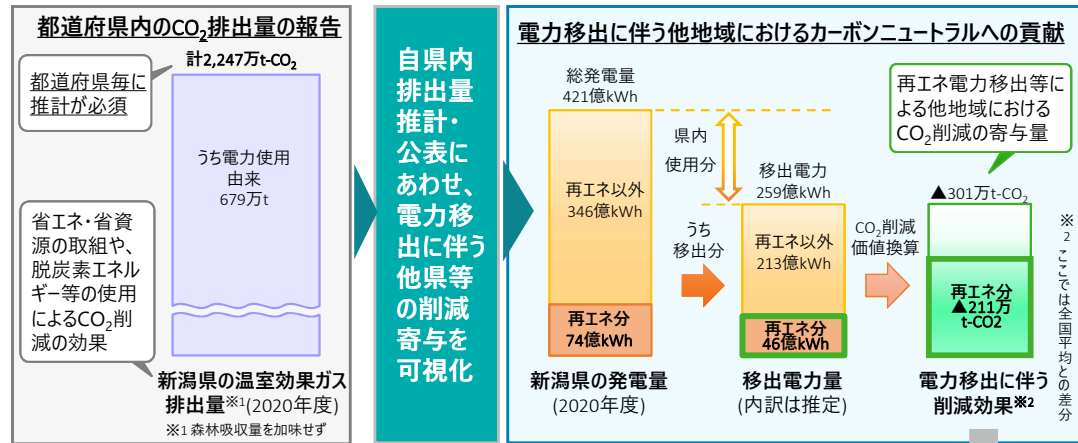 都道府県内のCO₂排出量の報告
計2,247万t-CO₂
都道府県毎に
推計が必須
うち電力使用
由来
679万t
省エネ・省資
源の取組や、
脱炭素エネル
ギー等の使用
によるCO₂削
減の効果
新潟県の温室効果ガス
排出量※1(2020年度)
※1 森林吸収量を加味せず
自県内
排出量
推計・
公表に
あわせ、
電力移
出に伴う
他県等
の削減
寄与を
可視化
電力移出に伴う他地域におけるカーボンニュートラルへの貢献
総発電量
421億kWh
再エネ以外
346億kWh
再エネ分
74億kWh
新潟県の発電量
(2020年度)
県内
使用分
うち
移出分
移出電力
259億kWh
再エネ以外
213億kWh
再エネ分
46億kWh
移出電力量
(内訳は推定)
CO₂削減
価値換算
再エネ電力移出等に
よる他地域における
CO₂削減の寄与量
▲301万t-CO₂
再エネ分
▲211万
t-CO2
電力移出に伴う
削減効果※2
※2 ここでは全国平均との差分